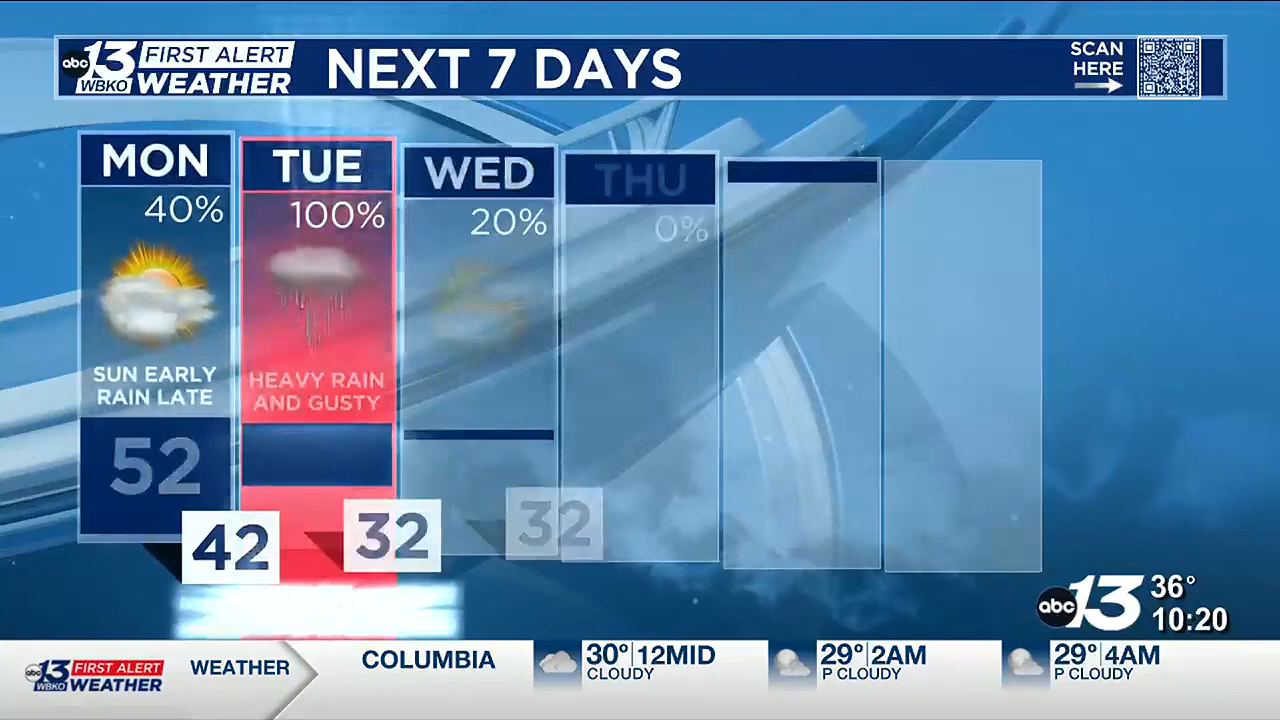 abc 13 WBKO FIRST ALERT WEATHER
NEXT 7 DAYS
SCAN HERE
MON
40%
SUN EARLY
RAIN LATE
52
42
TUE
100%
HEAVY RAIN
AND GUSTY
32
WED
20%
32
THU
0%
abc 13
36°
10:20
abc 13 WBKO FIRST ALERT WEATHER
WEATHER
COLUMBIA
30° 12MID
CLOUDY
29° 2AM
P CLOUDY
29° 4AM
P CLOUDY